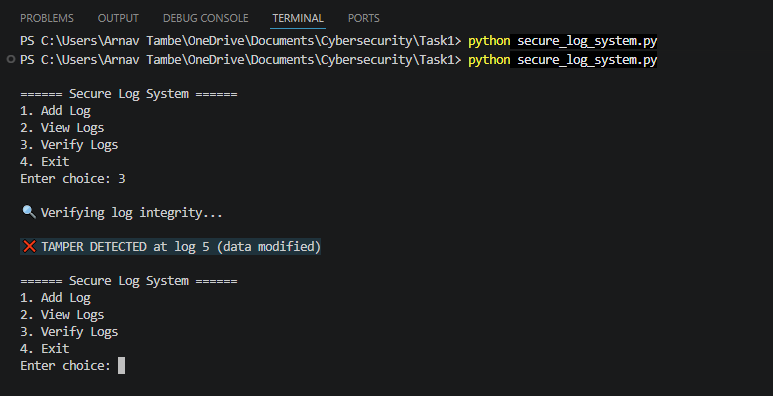 PROBLEMS OUTPUT DEBUG CONSOLE TERMINAL PORTS
PS C:\Users\Arnav Tambe\OneDrive\Documents\Cybersecurity\Task1> python secure_log_system.py
PS C:\Users\Arnav Tambe\OneDrive\Documents\Cybersecurity\Task1> python secure_log_system.py
====== Secure Log System ======
1. Add Log
2. View Logs
3. Verify Logs
4. Exit
Enter choice: 3
🔍 Verifying log integrity...
❌ TAMPER DETECTED at log 5 (data modified)
====== Secure Log System ======
1. Add Log
2. View Logs
3. Verify Logs
4. Exit
Enter choice: